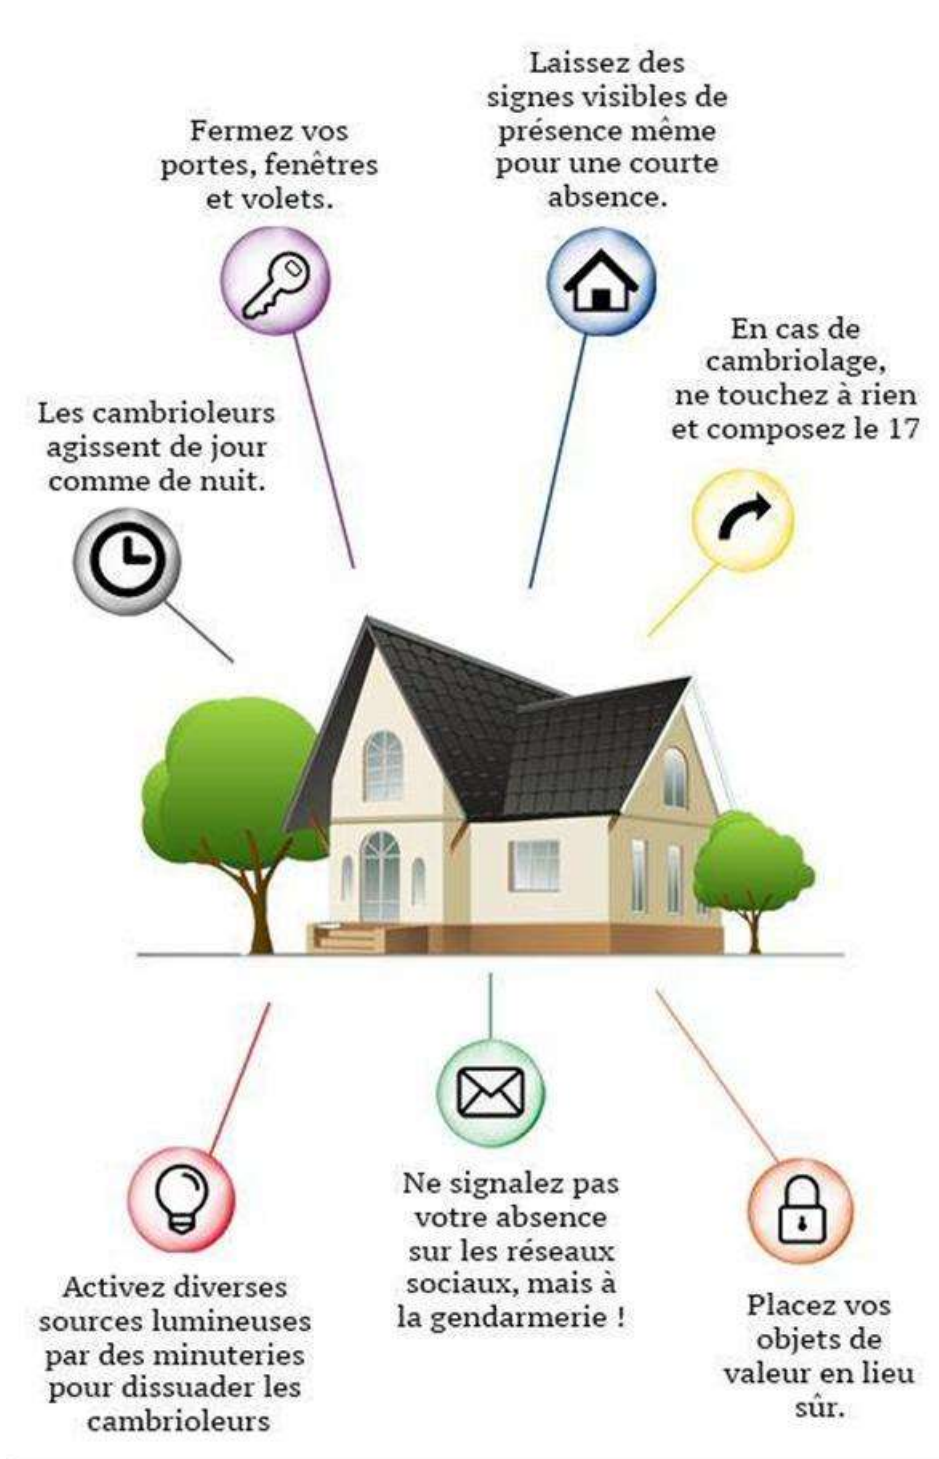 Laissez des
signes visibles de
présence même
pour une courte
absence.
Fermez vos
portes, fenêtres
et volets.
En cas de
cambriolage,
ne touchez à rien
et composez le 17
Les cambrioleurs
agissent de jour
comme de nuit.
Ne signalez pas
votre absence
sur les réseaux
sociaux, mais à
la gendarmerie !
Activez diverses
sources lumineuses
par des minuteries
pour dissuader les
cambrioleurs
Placez vos
objets de
valeur en lieu
sûr.